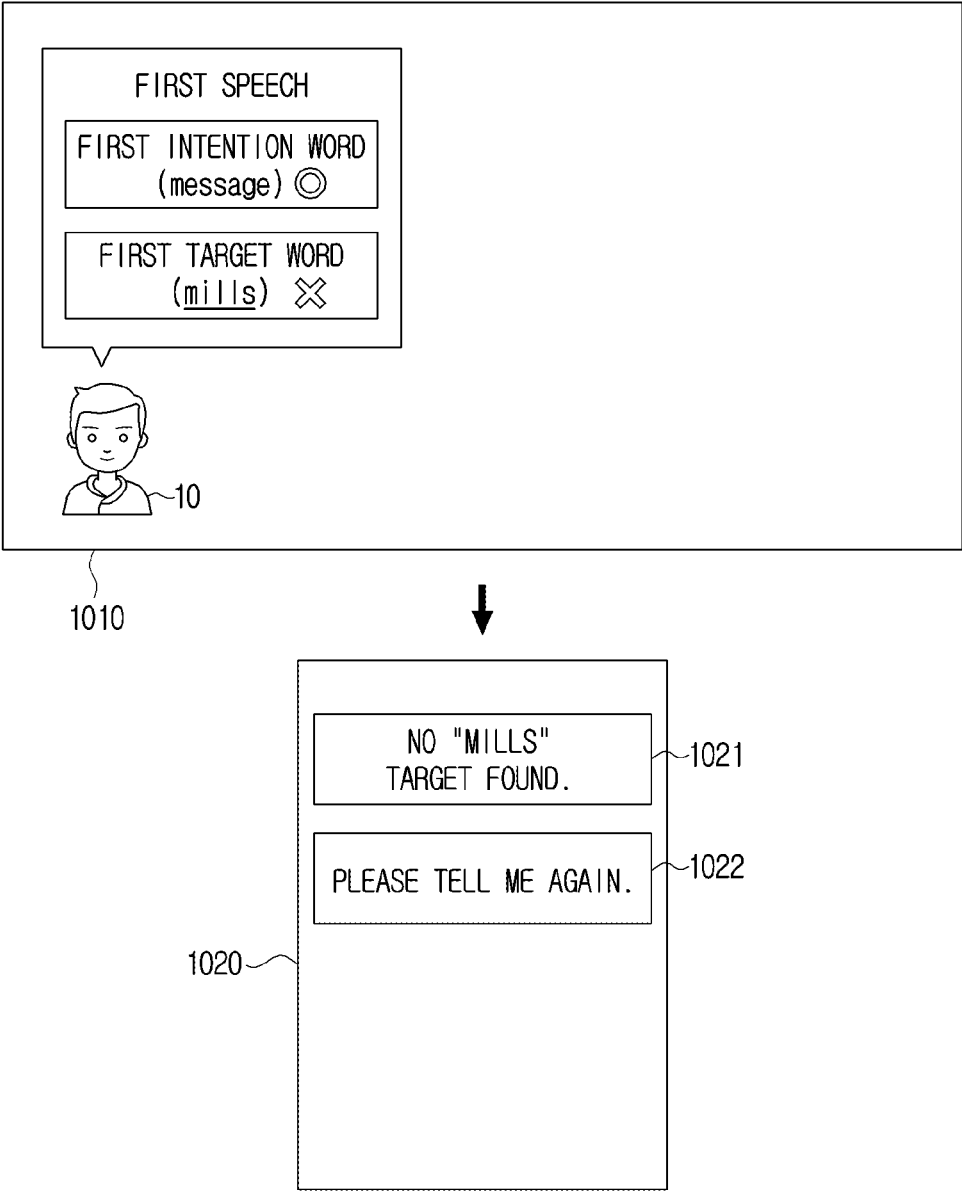 FIRST SPEECH
FIRST INTENTION WORD
(message)
FIRST TARGET WORD
(mills)
10
1010
NO "MILLS"
TARGET FOUND.
1021
PLEASE TELL ME AGAIN.
1022
1020